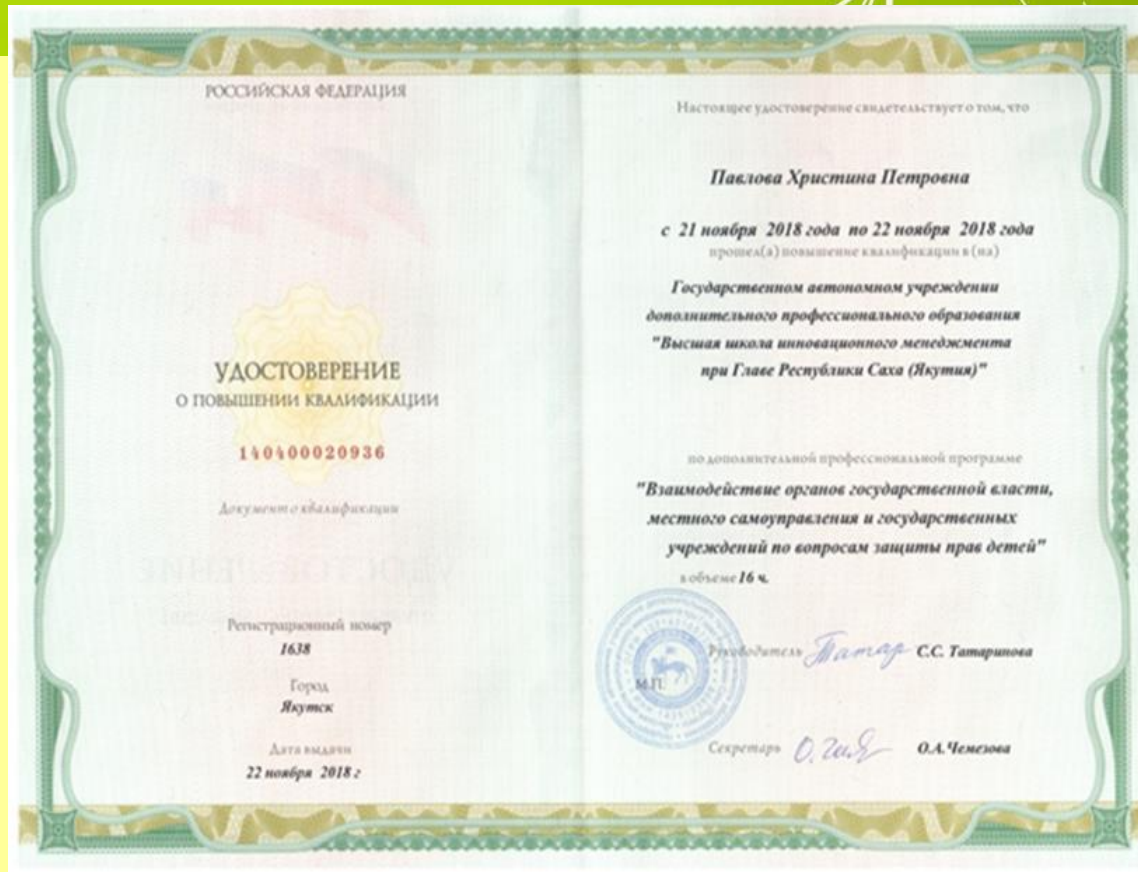 РОССИЙСКАЯ ФЕДЕРАЦИЯ
УДОСТОВЕРЕНИЕ
О ПОВЫШЕНИИ КВАЛИФИКАЦИИ
140400020936
Документ о квалификации
Регистрационный номер
1638
Город
Якутск
Дата выдачи
22 ноября 2018 г
Настоящее удостоверение свидетельствует о том, что
Павлова Христина Петровна
с 21 ноября 2018 года по 22 ноября 2018 года
прошел(а) повышение квалификации в (на)
Государственном автономном учреждении
дополнительного профессионального образования
"Высшая школа инновационного менеджмента
при Главе Республики Саха (Якутия)"
по дополнительной профессиональной программе
"Взаимодействие органов государственной власти,
местного самоуправления и государственных
учреждений по вопросам защиты прав детей"
в объеме 16 ч.
Руководитель Татар С.С. Татаринова
М.П.
Секретарь О.А.Чемезова